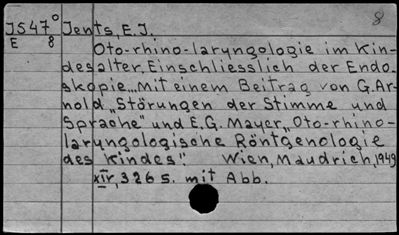 8
J547° Jents, E.J.
E 8
Oto-rhino-laryngologie im Kin-
desalter. Einschliesslich der Endo-
skopie... Mit einem Beitrag von G. Ar-
nold „Störungen der Stimme und
Sprache" und E.G. Mayer „Oto-rhino-
laryngologische Röntgenologie
des Kindes". Wien, Maudrich, 1949
XIV, 326 S. mit Abb.